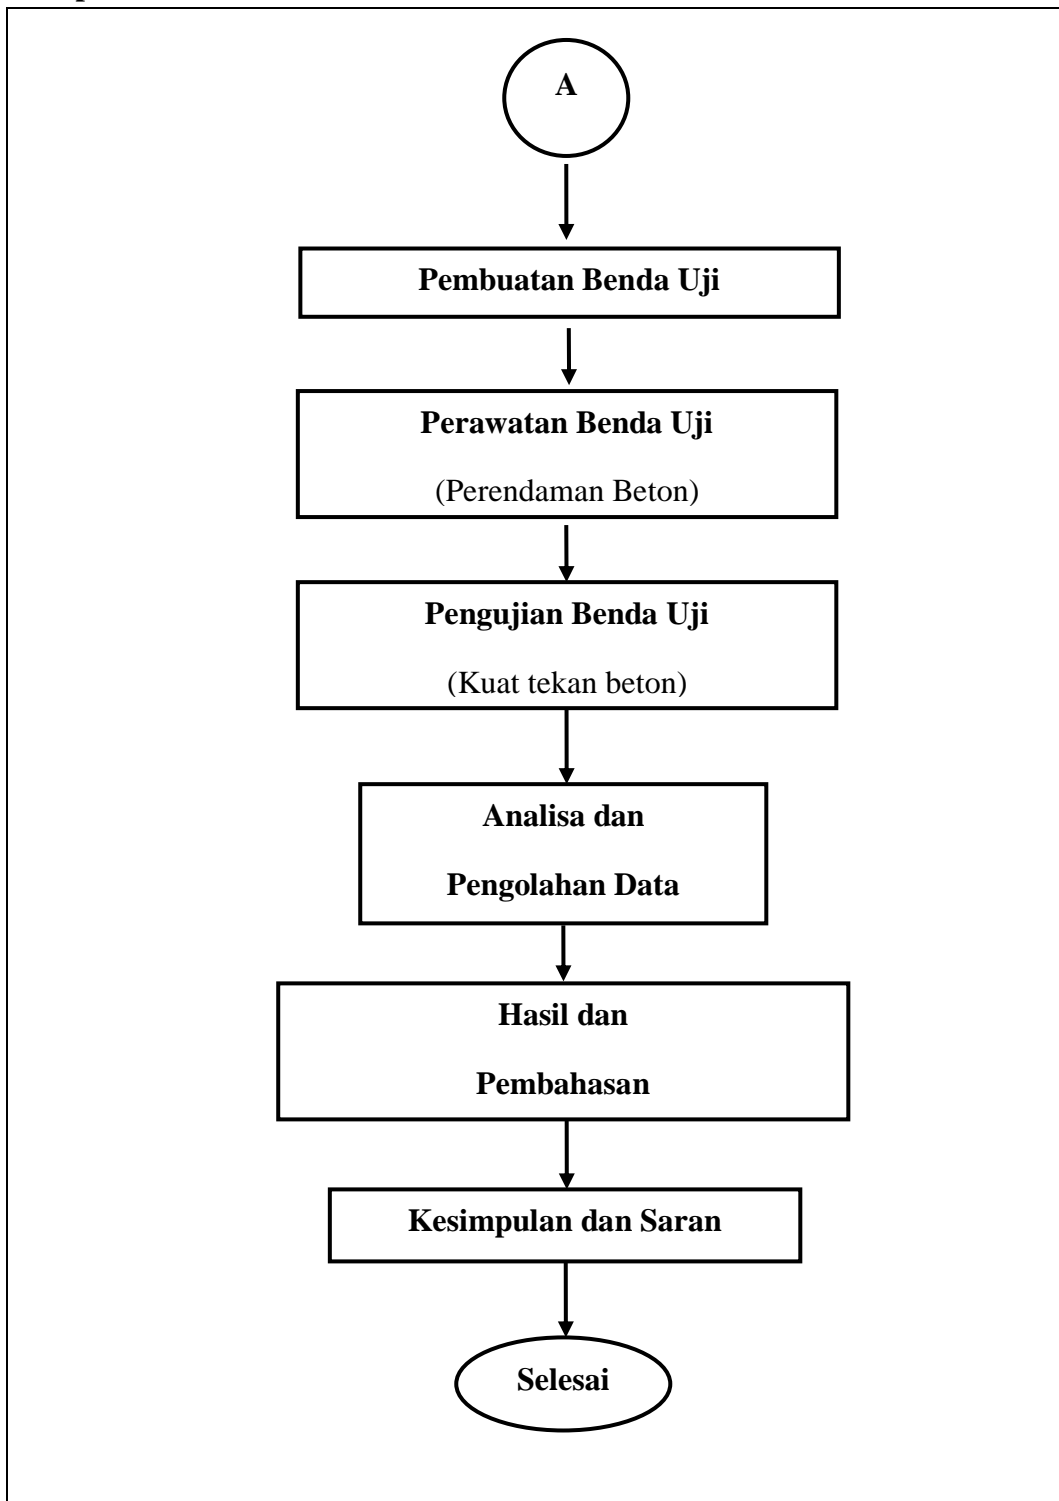 A
Pembuatan Benda Uji
Perawatan Benda Uji
(Perendaman Beton)
Pengujian Benda Uji
(Kuat tekan beton)
Analisa dan
Pengolahan Data
Hasil dan
Pembahasan
Kesimpulan dan Saran
Selesai